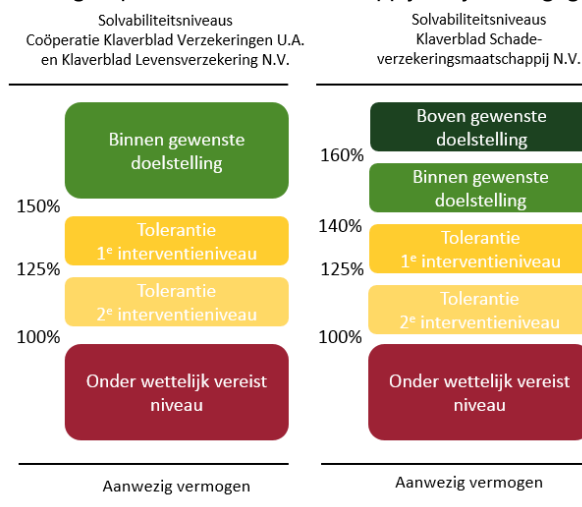 Solvabiliteitsniveaus
Coöperatie Klaverblad Verzekeringen U.A.
en Klaverblad Levensverzekering N.V.
Binnen gewenste
doelstelling
150%
Tolerantie
1e interventieniveau
125%
Tolerantie
2e interventieniveau
100%
Onder wettelijk vereist
niveau
Aanwezig vermogen
Solvabiliteitsniveaus
Klaverblad Schade-
verzekeringsmaatschappij N.V.
Boven gewenste
doelstelling
160%
Binnen gewenste
doelstelling
140%
Tolerantie
1e interventieniveau
125%
Tolerantie
2e interventieniveau
100%
Onder wettelijk vereist
niveau
Aanwezig vermogen